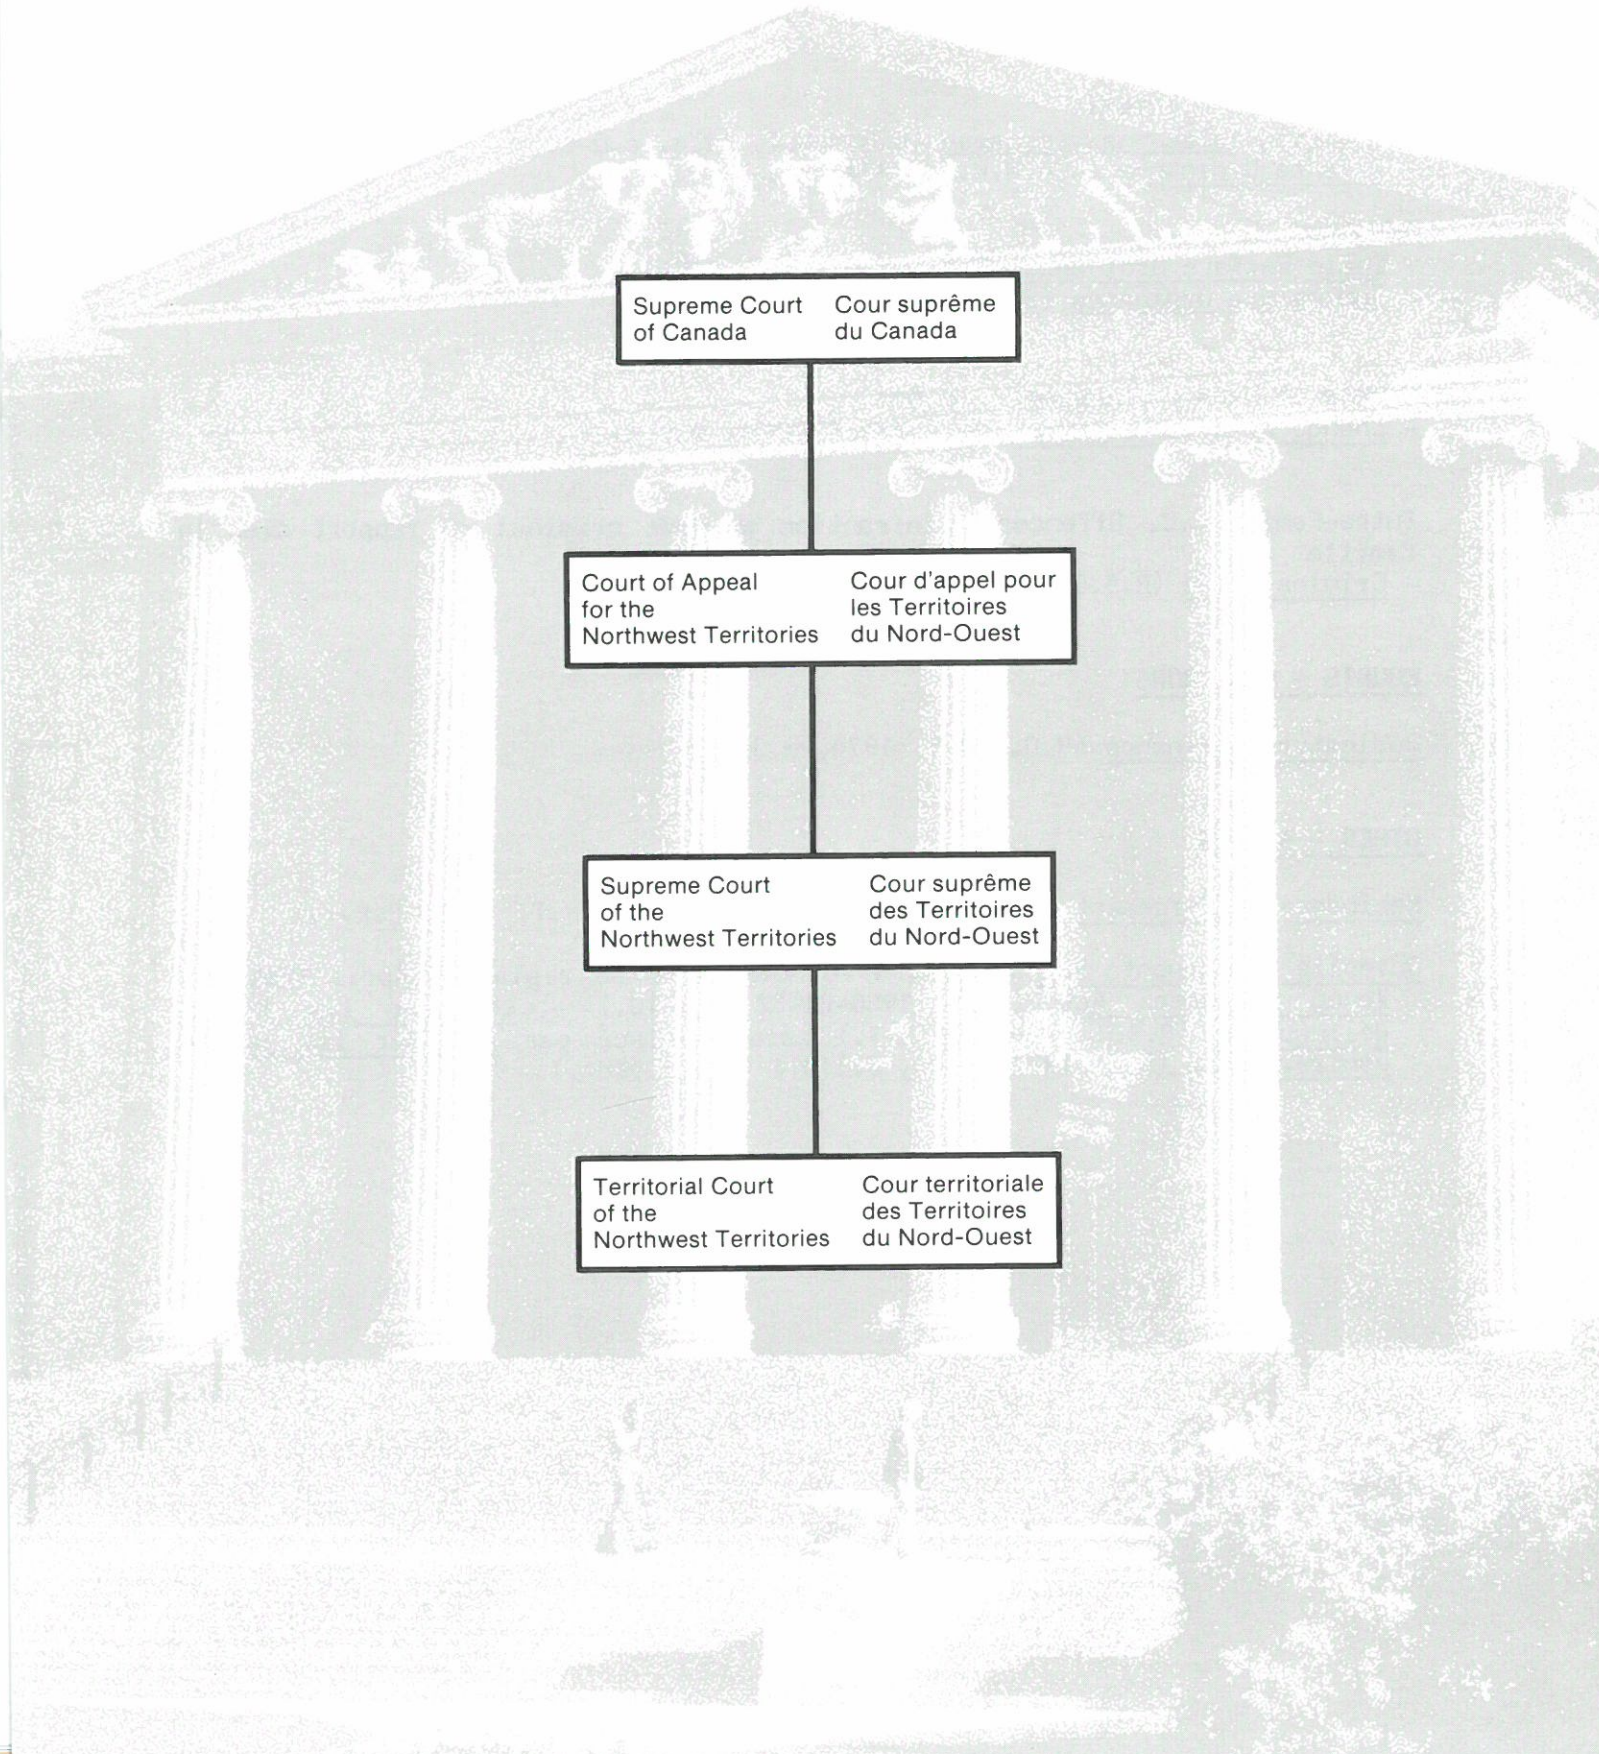 Supreme Court
of Canada
Cour suprême
du Canada
Court of Appeal
for the
Northwest Territories
Cour d'appel pour
les Territoires
du Nord-Ouest
Supreme Court
of the
Northwest Territories
Cour suprême
des Territoires
du Nord-Ouest
Territorial Court
of the
Northwest Territories
Cour territoriale
des Territoires
du Nord-Ouest